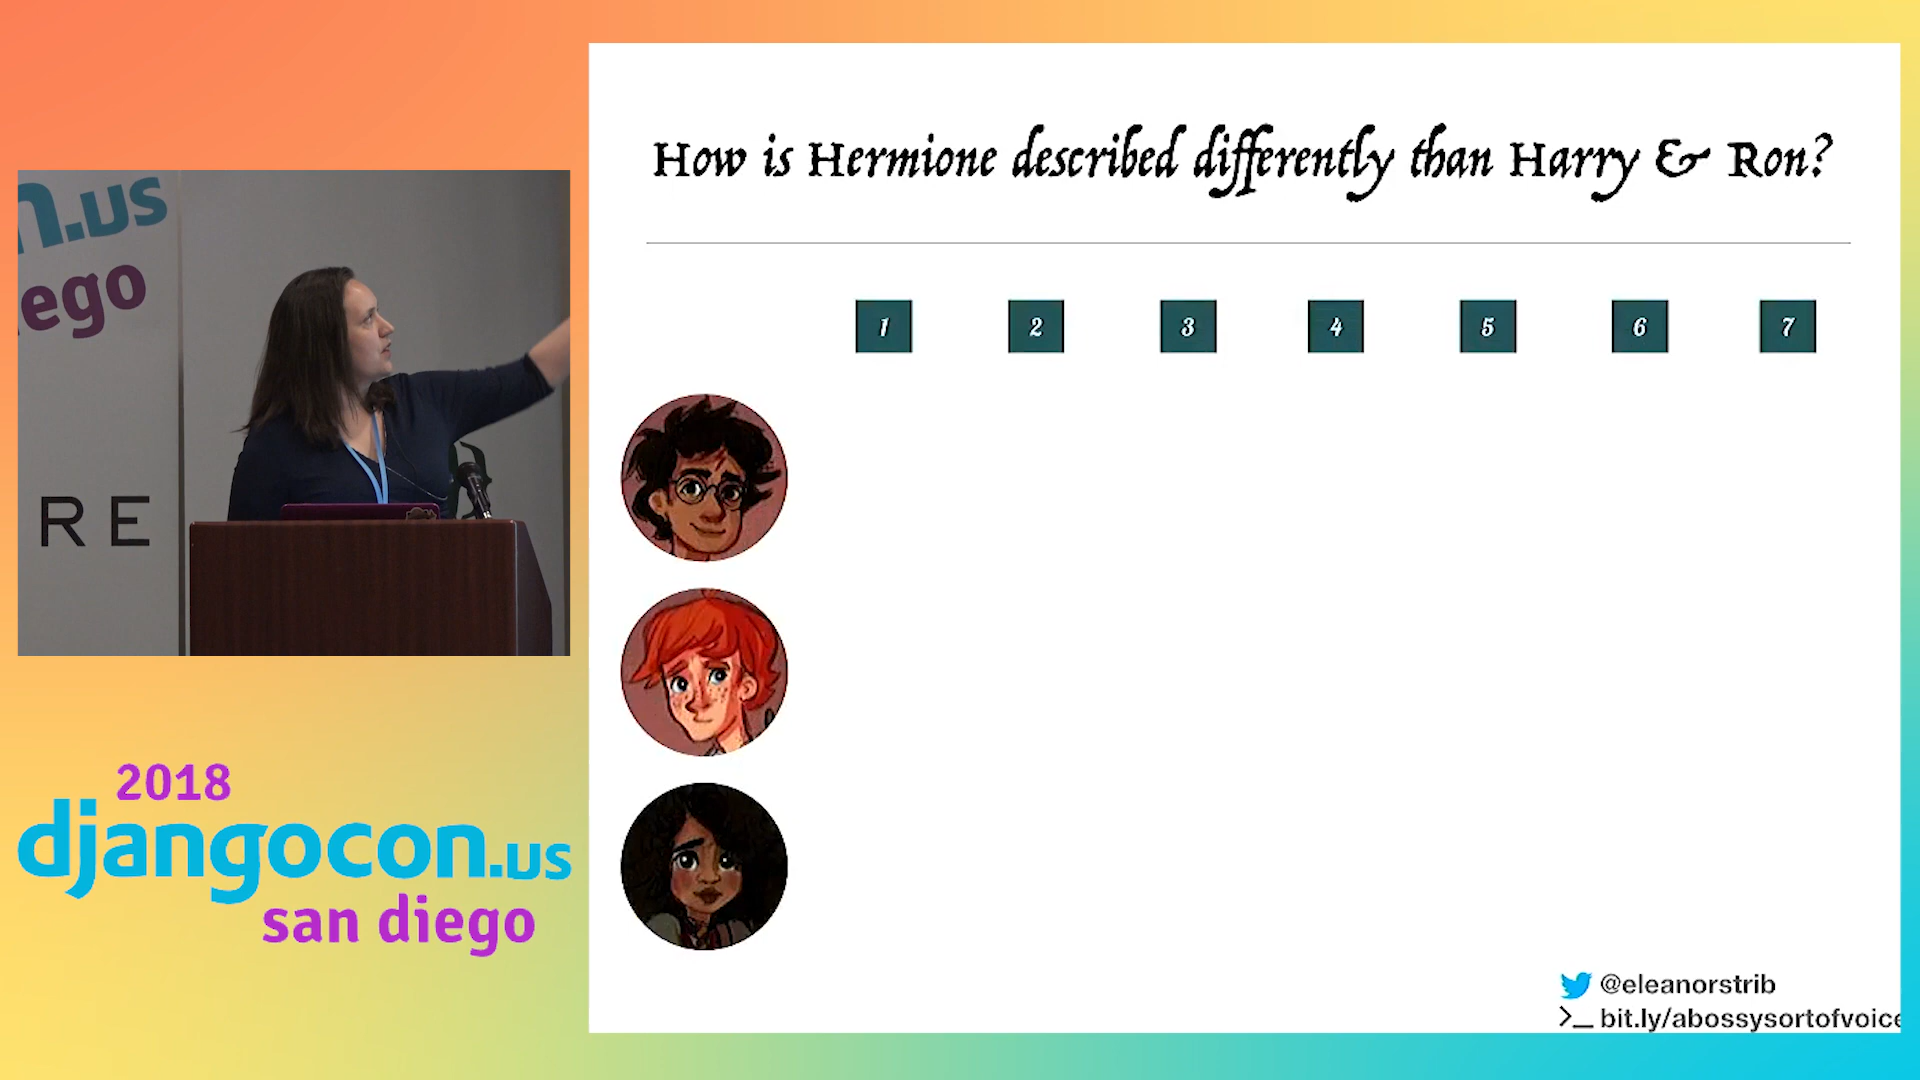 How is Hermione described differently than Harry & Ron?
1 2 3 4 5 6 7
n.us
ego
RE
2018
djangocon.us
san diego
@eleanorstrib
>_ bit.ly/abossysortofvoice